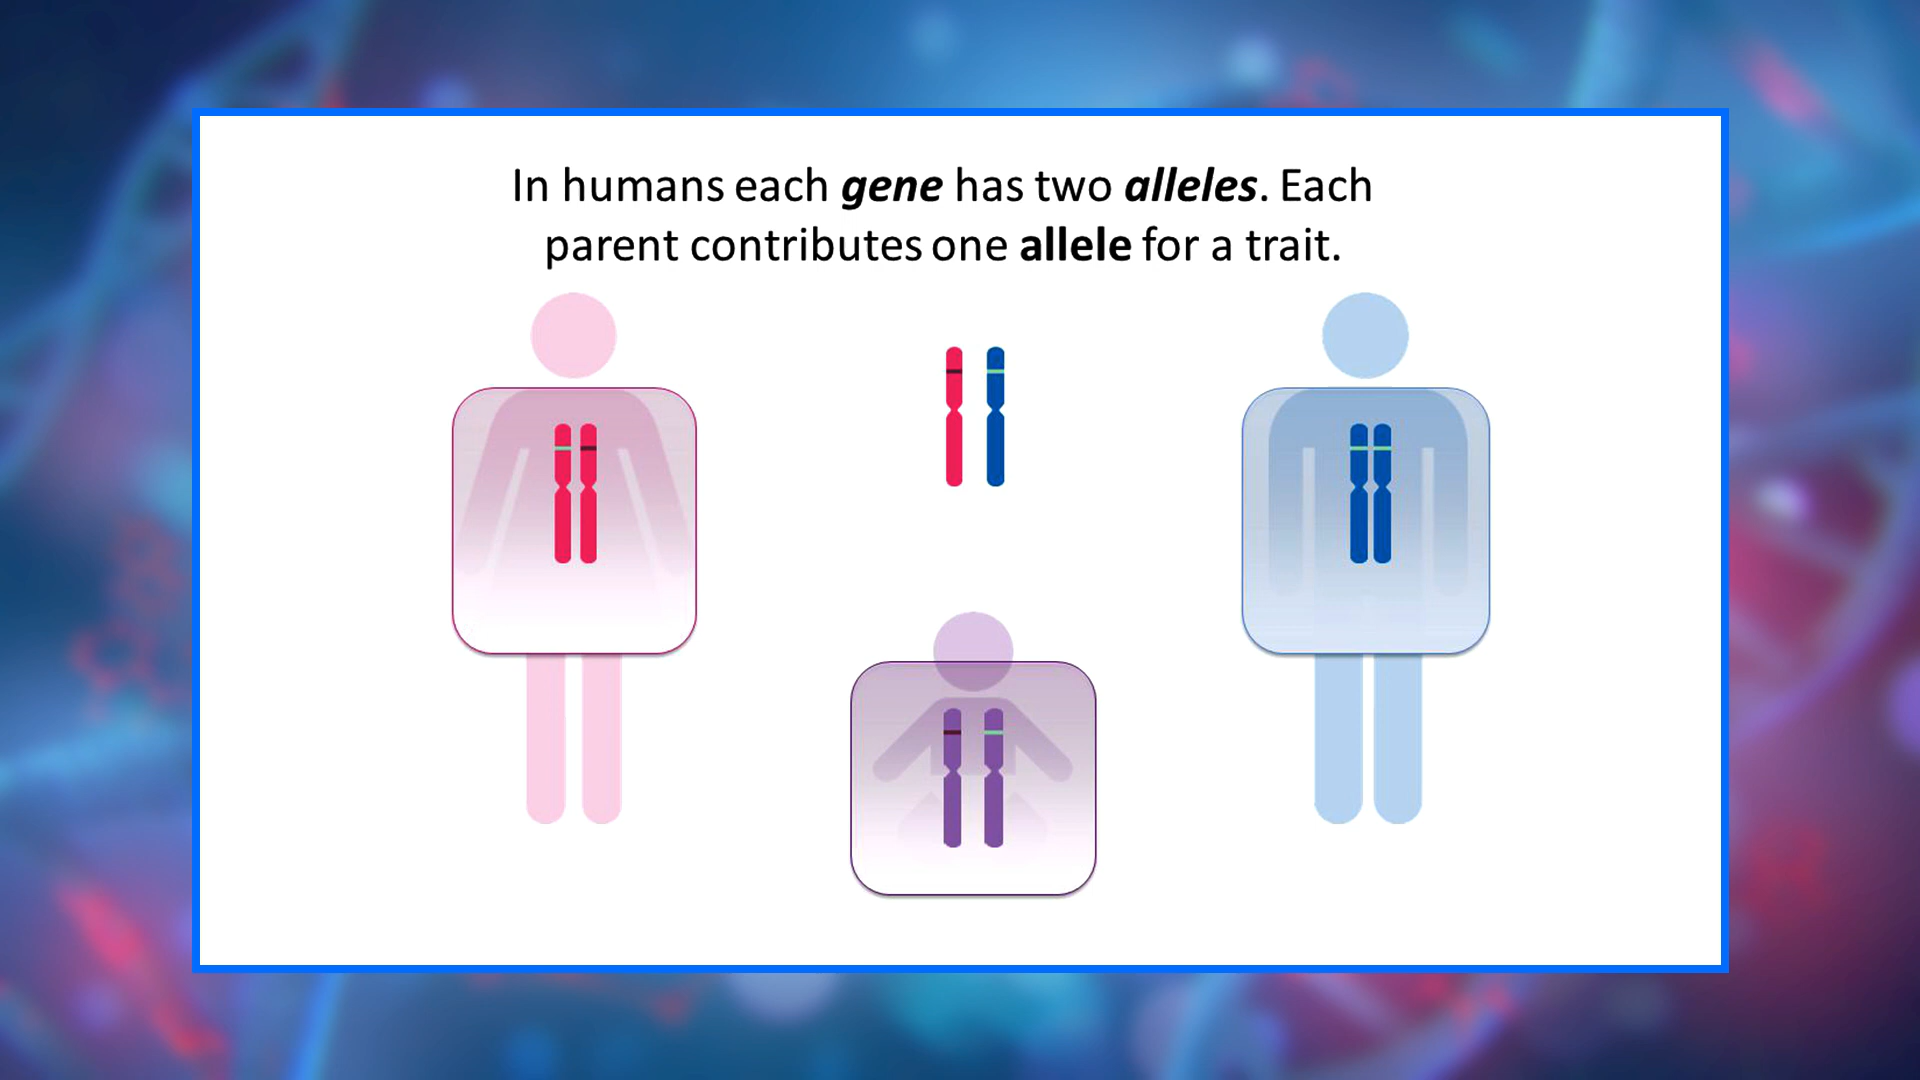 In humans each gene has two alleles. Each
parent contributes one allele for a trait.